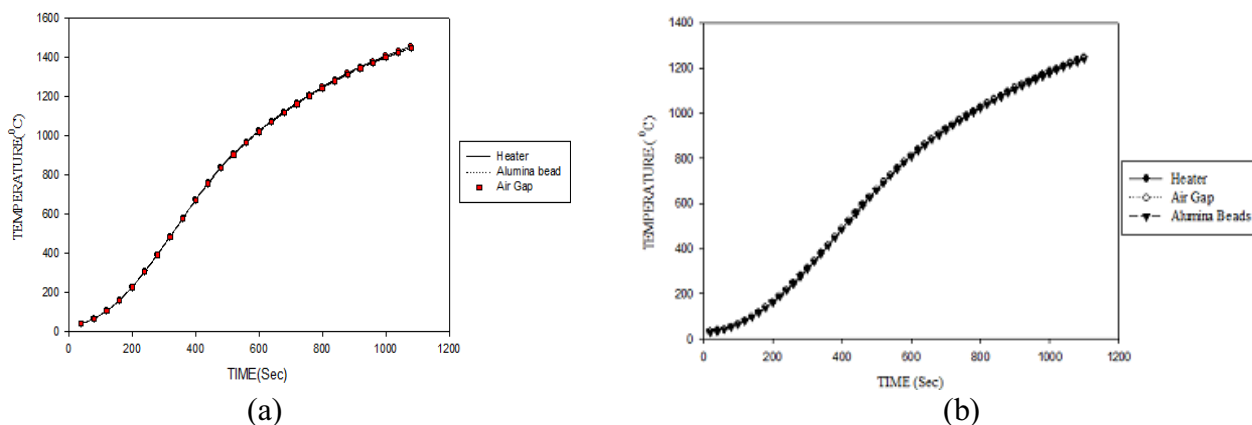 1600
1400
1200
1000
800
600
400
200
0
TEMPERATURE(⁰C)
0 200 400 600 800 1000 1200
TIME(Sec)
Heater
Alumina bead
Air Gap
(a)
1400
1200
1000
800
600
400
200
0
TEMPERATURE (⁰C)
0 200 400 600 800 1000 1200
TIME (Sec)
Heater
Air Gap
Alumina Beads
(b)